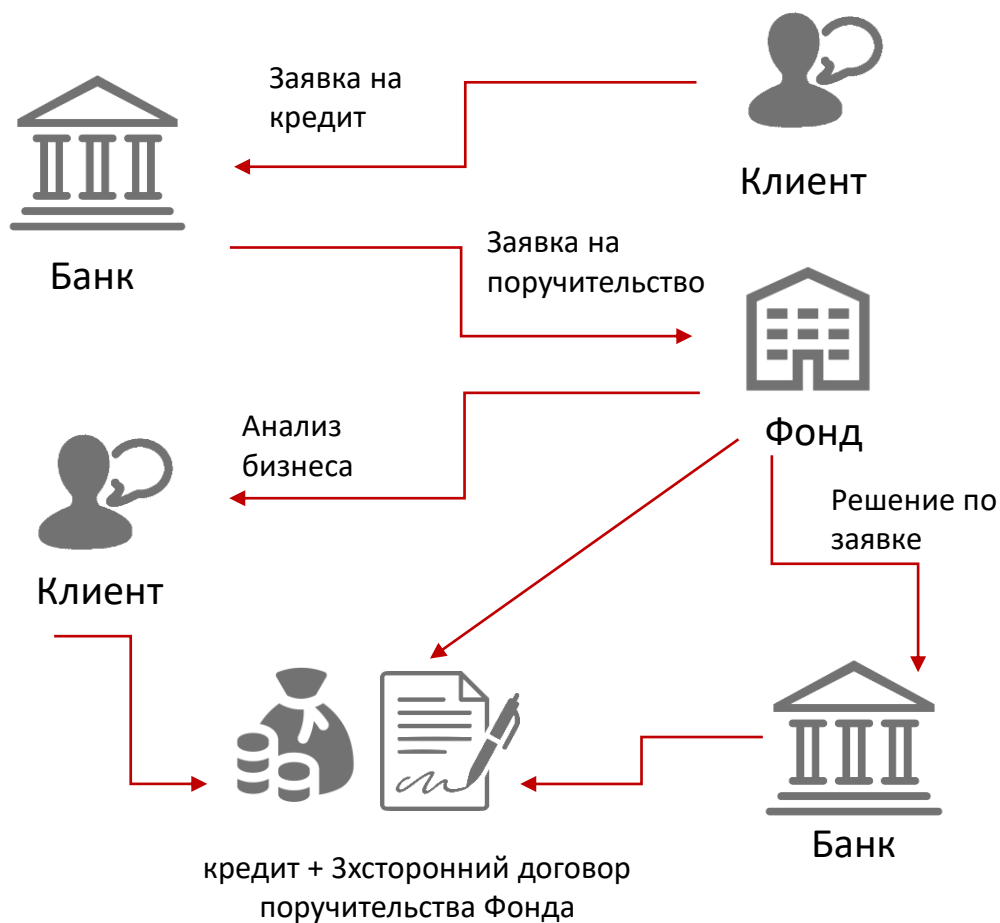 Заявка на
кредит
Клиент
Банк
Заявка на
поручительство
Фонд
Анализ
бизнеса
Клиент
Решение по
заявке
Банк
кредит + 3хсторонний договор
поручительства Фонда